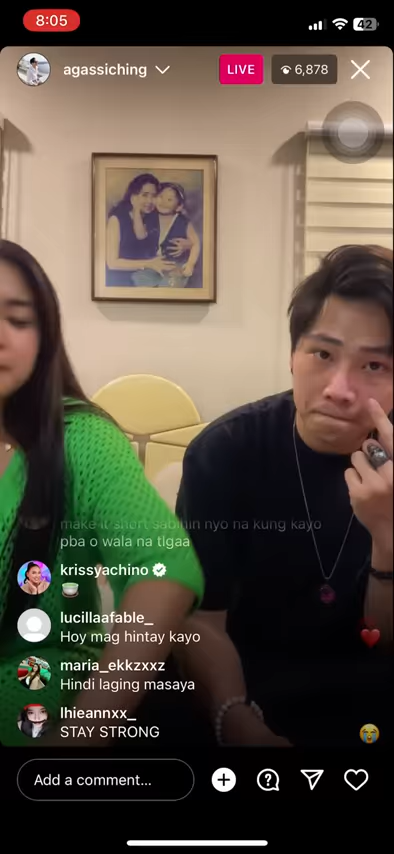 8:05
42
agassiching
LIVE
6,878
make it short sabihin nyo na kung kayo
pba o wala na tigaa
krissyachino
lucillaafable_
Hoy mag hintay kayo
maria_ekkzxxz
Hindi laging masaya
lhieannxx_
STAY STRONG
Add a comment...